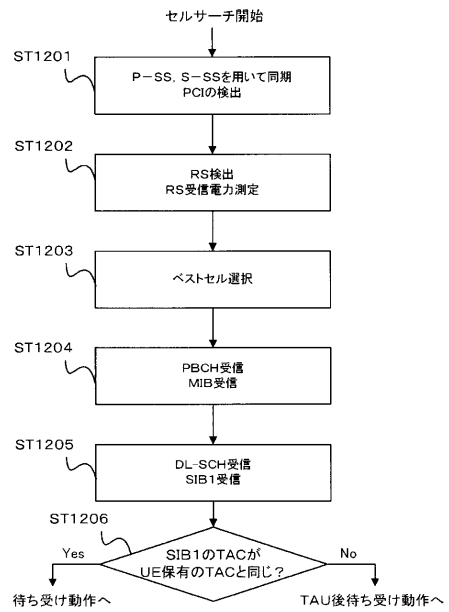 セルサーチ開始
ST1201
P－SS，S－SSを用いて同期
PCIの検出
ST1202
RS検出
RS受信電力測定
ST1203
ベストセル選択
ST1204
PBCH受信
MIB受信
ST1205
DL-SCH受信
SIB1受信
ST1206
SIB1のTACが
UE保有のTACと同じ？
Yes
No
待ち受け動作へ
TAU後待ち受け動作へ